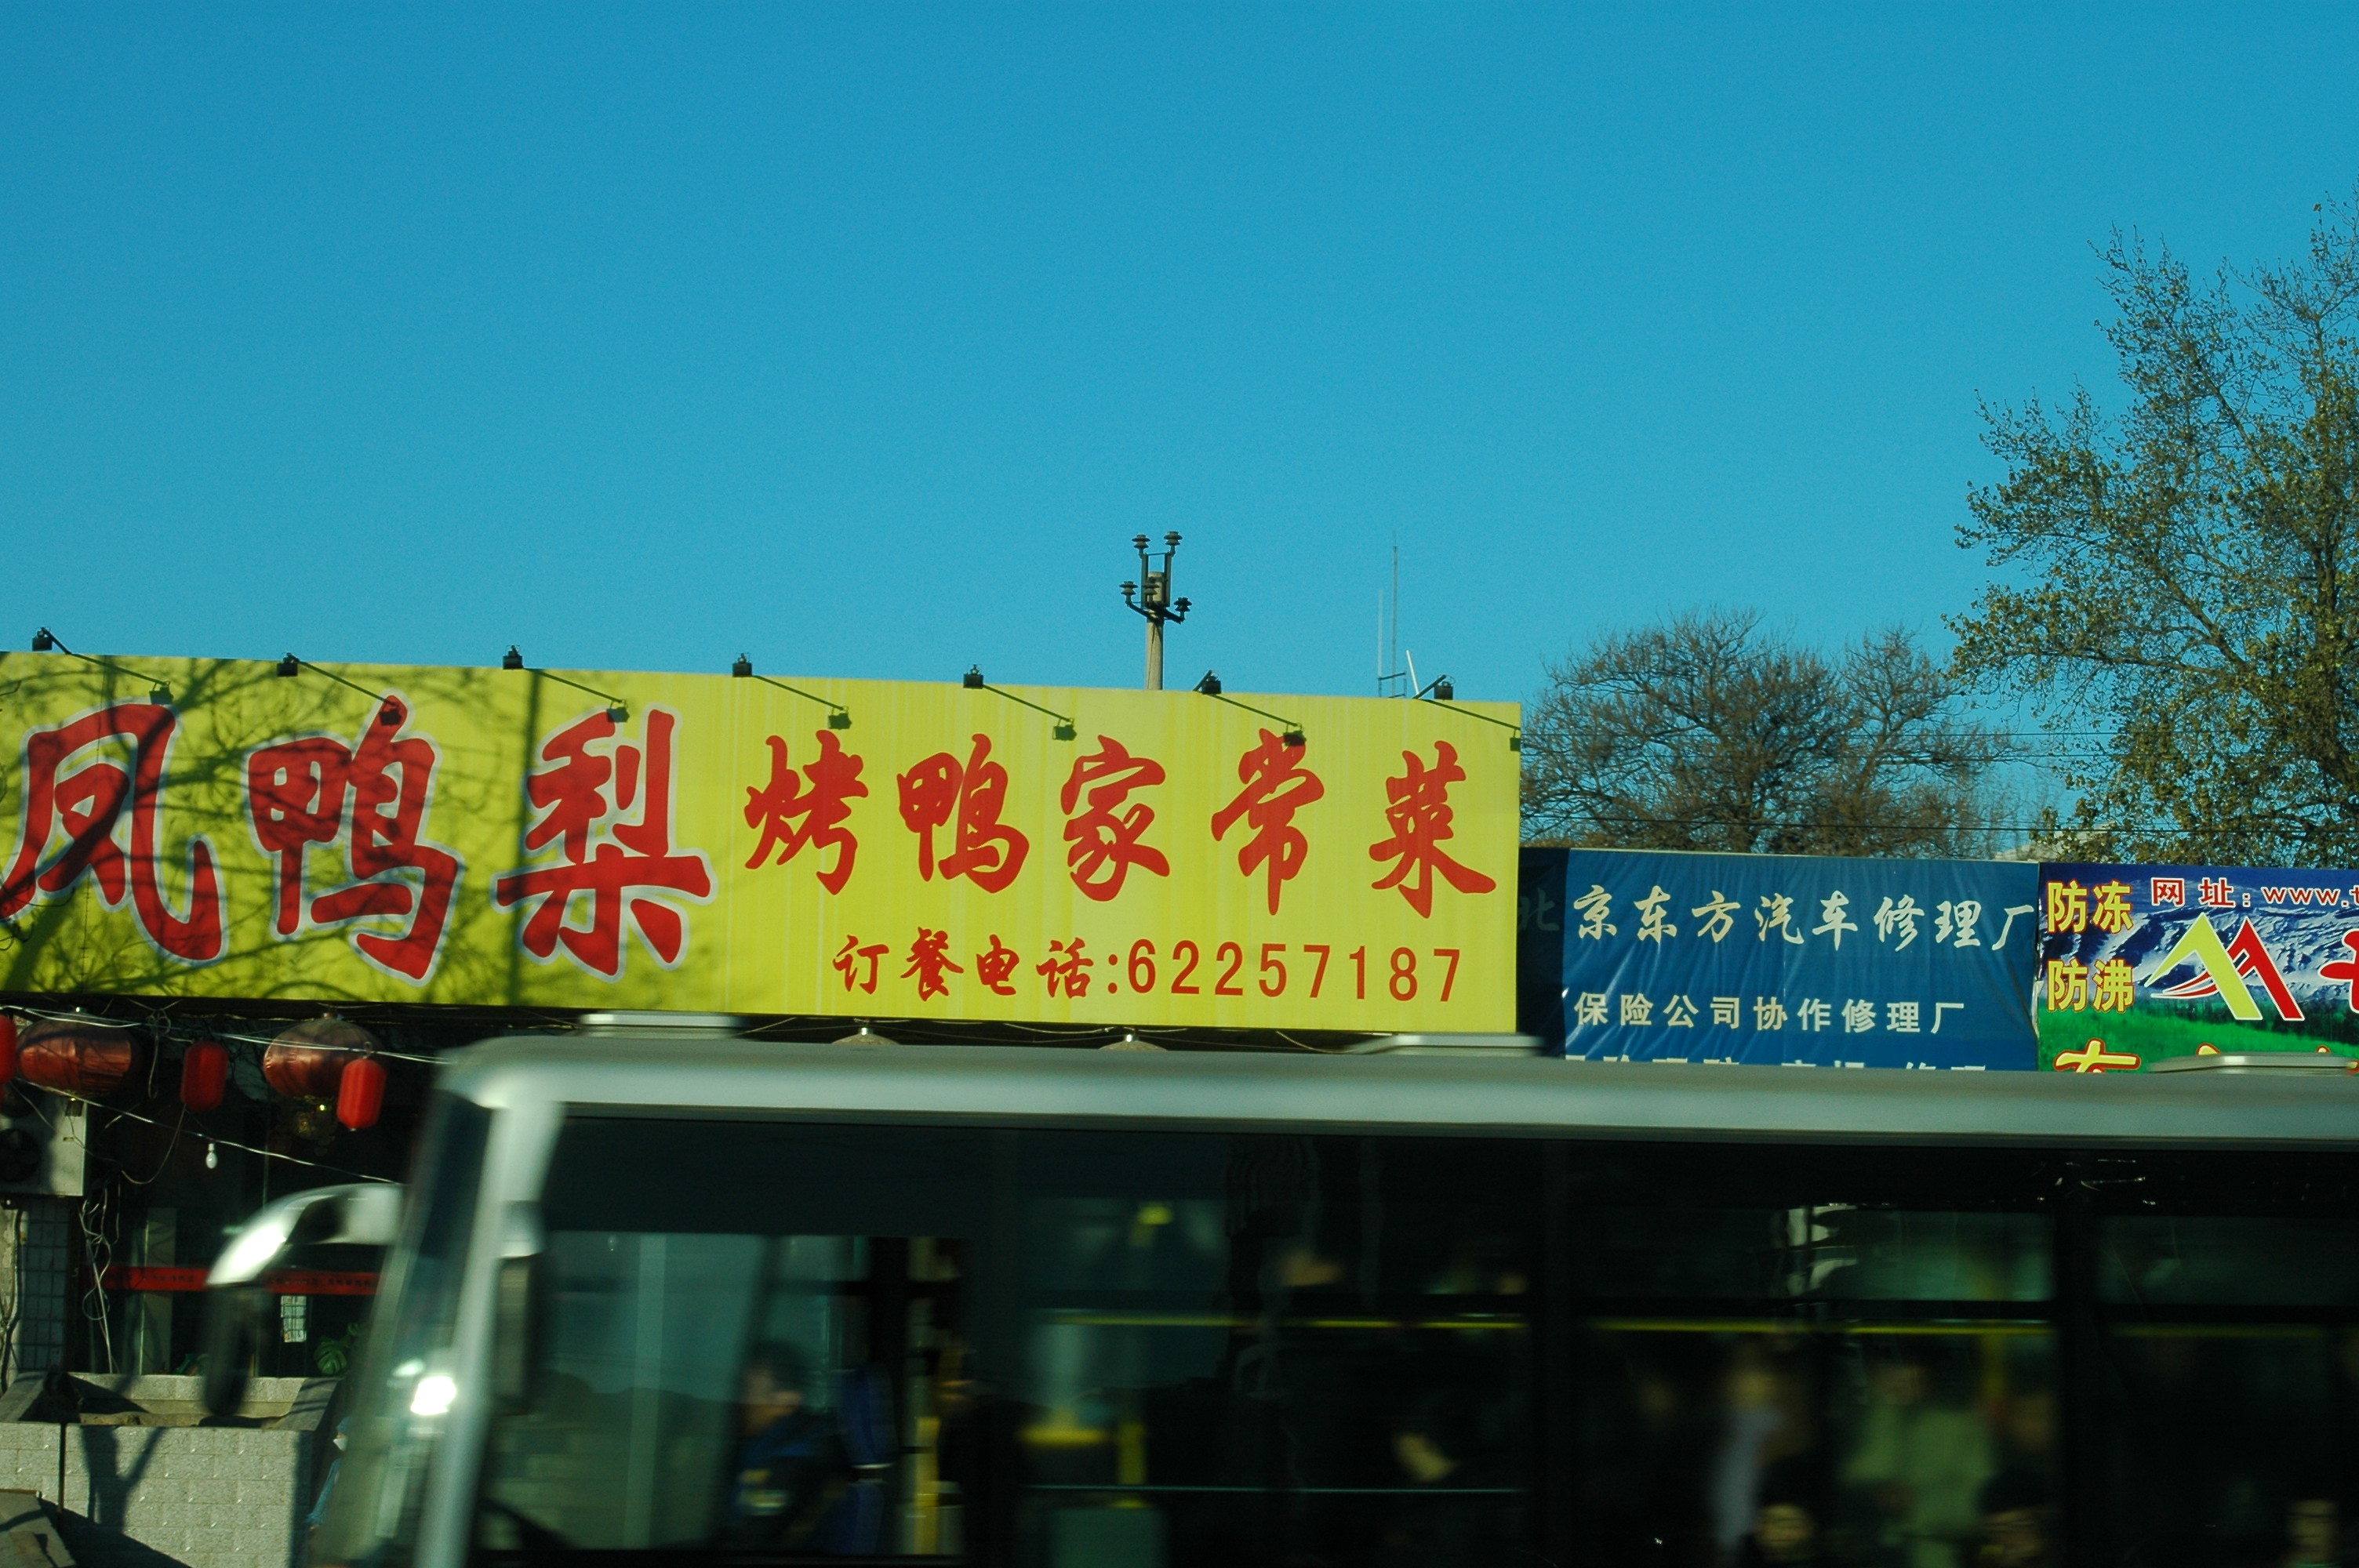 凤鸭梨 烤鸭家常菜
订餐电话:62257187
北京东方汽车修理厂
保险公司协作修理厂
防冻 网址: www.t
防沸